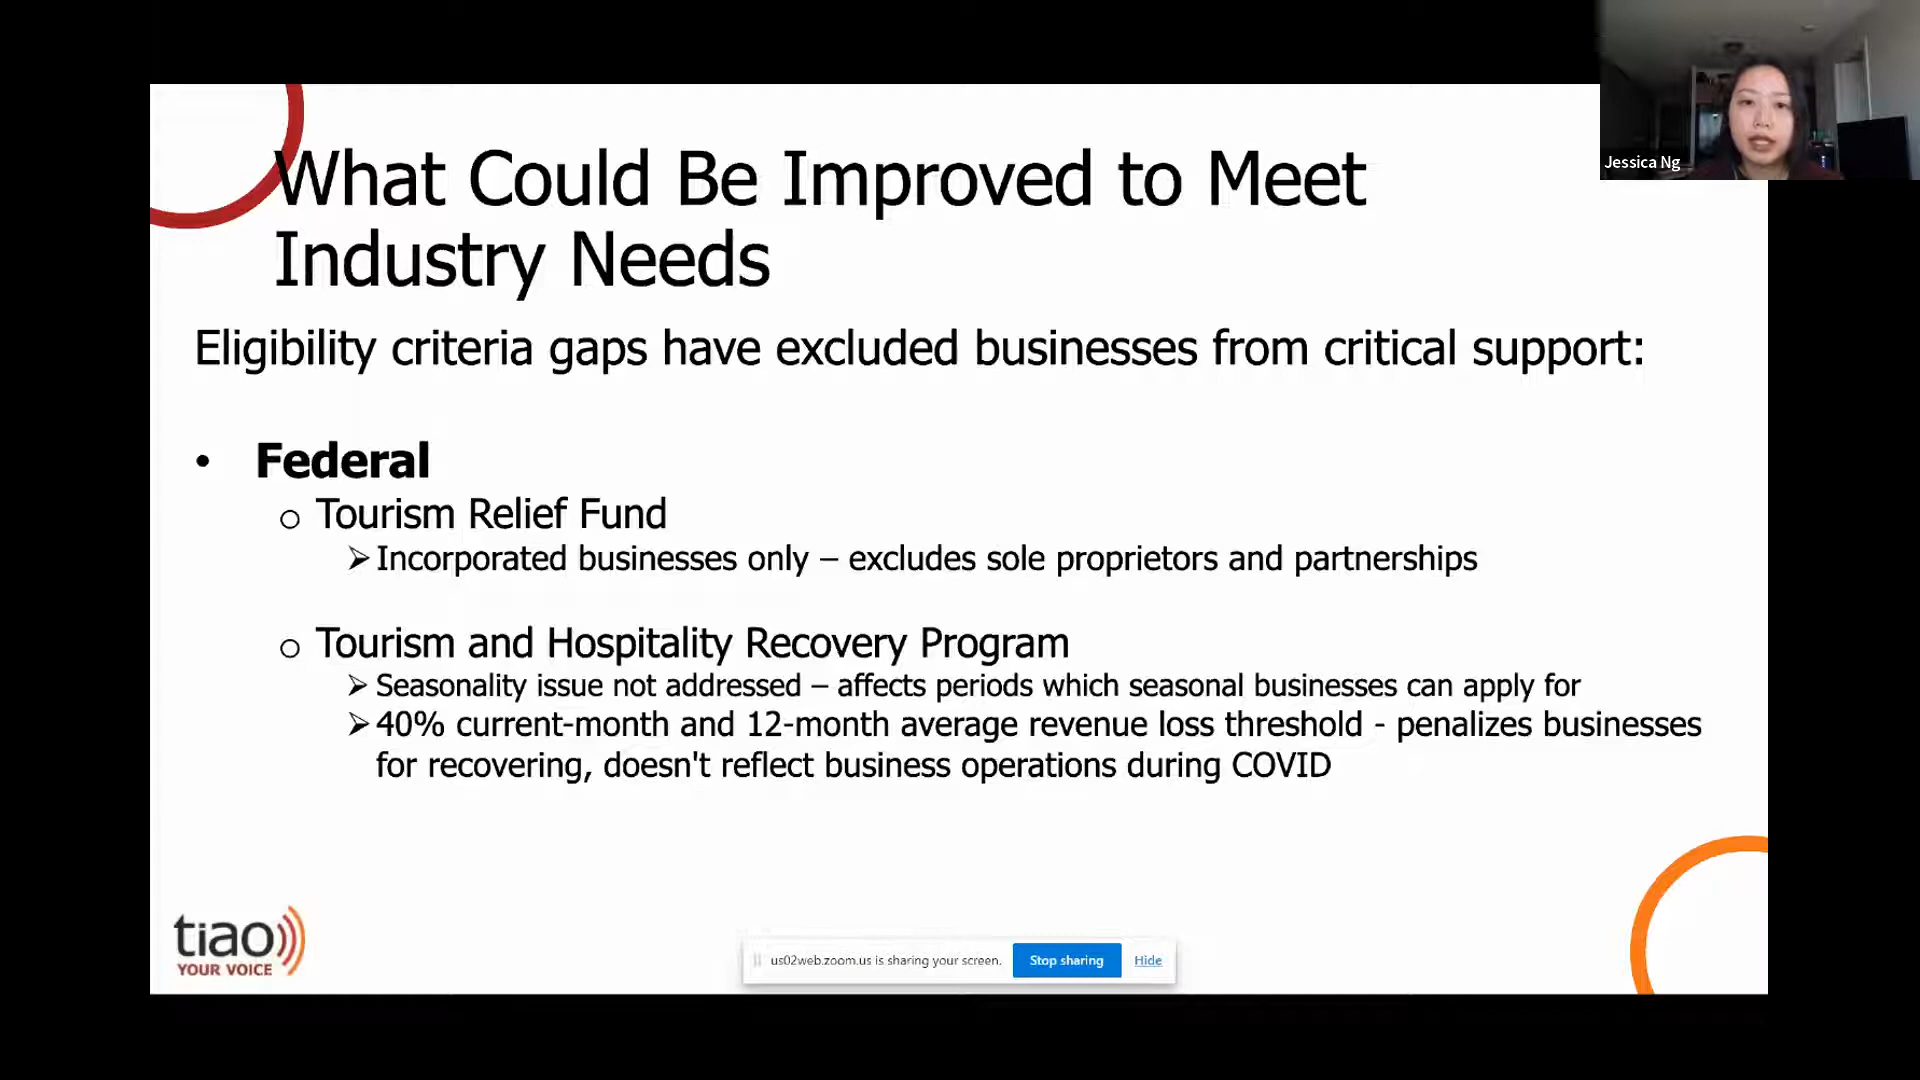 Jessica Ng
What Could Be Improved to Meet
Industry Needs
Eligibility criteria gaps have excluded businesses from critical support:
• Federal
o Tourism Relief Fund
➢Incorporated businesses only – excludes sole proprietors and partnerships
o Tourism and Hospitality Recovery Program
➢Seasonality issue not addressed – affects periods which seasonal businesses can apply for
➢40% current-month and 12-month average revenue loss threshold - penalizes businesses
for recovering, doesn't reflect business operations during COVID
tiao
YOUR VOICE
us02web.zoom.us is sharing your screen. Stop sharing Hide